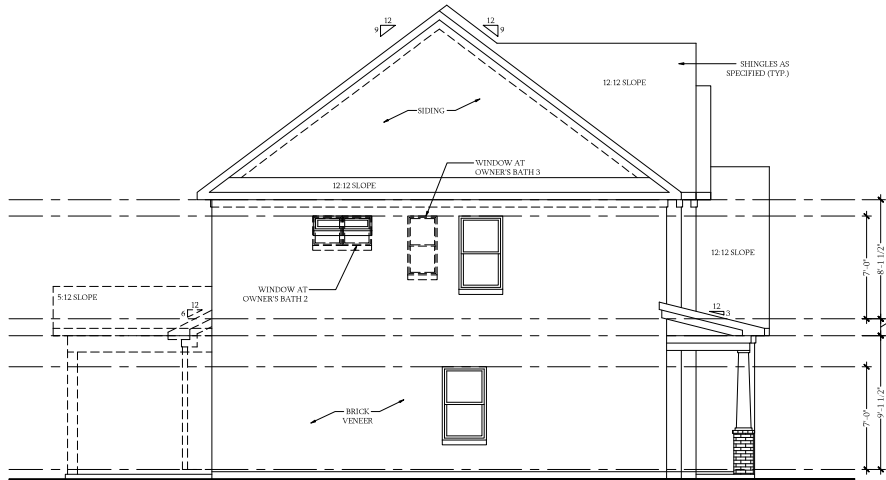 12
9
12
9
SHINGLES AS
SPECIFIED (TYP.)
12:12 SLOPE
SIDING
WINDOW AT
OWNER'S BATH 3
12:12 SLOPE
12:12 SLOPE
7'-0"
8'-1 1/2"
WINDOW AT
OWNER'S BATH 2
5:12 SLOPE
12
6
12
3
BRICK
VENEER
7'-0"
9'-1 1/2"